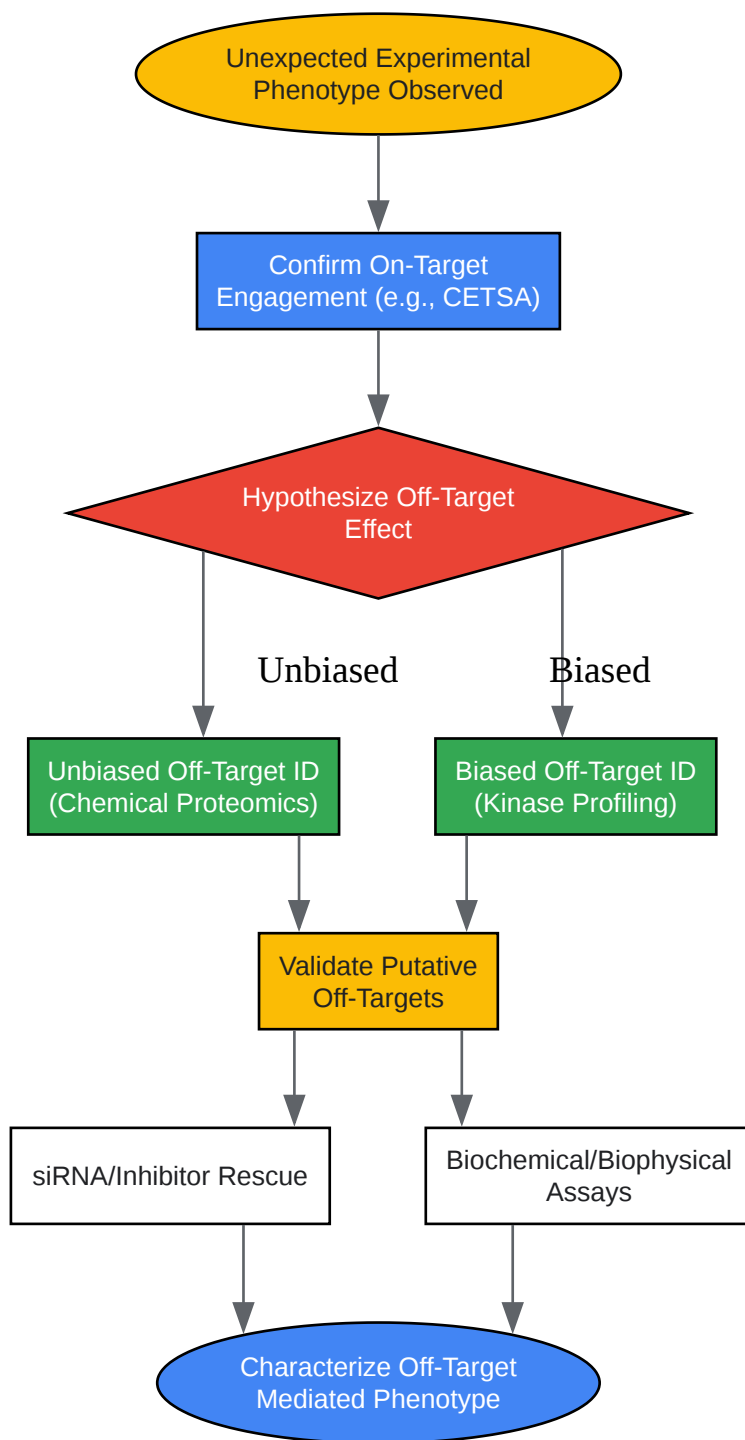 Unexpected Experimental
Phenotype Observed
Confirm On-Target
Engagement (e.g., CETSA)
Hypothesize Off-Target
Effect
Unbiased
Biased
Unbiased Off-Target ID
(Chemical Proteomics)
Biased Off-Target ID
(Kinase Profiling)
Validate Putative
Off-Targets
siRNA/Inhibitor Rescue
Biochemical/Biophysical
Assays
Characterize Off-Target
Mediated Phenotype